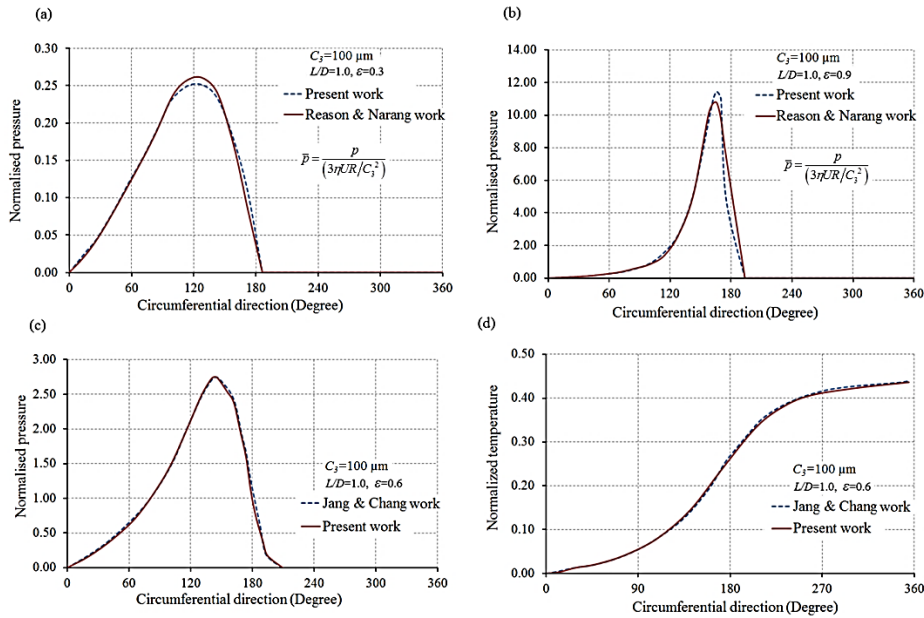 (a)
0.30
0.25
0.20
0.15
0.10
0.05
0.00
Normalised pressure
C₃=100 µm
L/D=1.0, ε=0.3
Present work
Reason & Narang work
p̄ = p / (3ηUR/C₃²)
0 60 120 180 240 300 360
Circumferential direction (Degree)
(b)
14.00
12.00
10.00
8.00
6.00
4.00
2.00
0.00
Normalised pressure
C₃=100 µm
L/D=1.0, ε=0.9
Present work
Reason & Narang work
p̄ = p / (3ηUR/C₃²)
0 60 120 180 240 300 360
Circumferential direction (Degree)
(c)
3.00
2.50
2.00
1.50
1.00
0.50
0.00
Normalised pressure
C₃=100 µm
L/D=1.0, ε=0.6
Jang & Chang work
Present work
0 60 120 180 240 300 360
Circumferential direction (Degree)
(d)
0.50
0.40
0.30
0.20
0.10
0.00
Normalized temperature
C₃=100 µm
L/D=1.0, ε=0.6
Jang & Chang work
Present work
0 90 180 270 360
Circumferential direction (Degree)